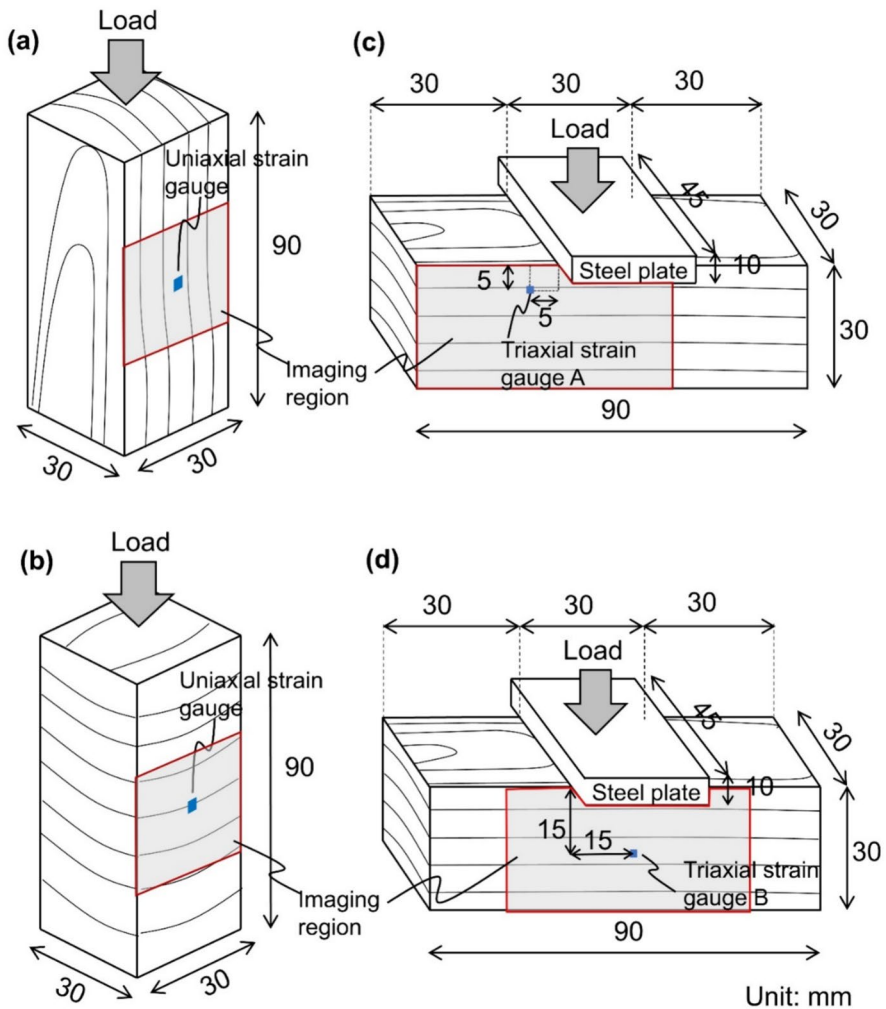 (a)
Load
Uniaxial strain
gauge
90
30
30
Imaging
region
(c)
30
30
30
Load
45
30
Steel plate
10
5
5
Triaxial strain
gauge A
30
90
(b)
Load
Uniaxial strain
gauge
90
30
30
Imaging
region
(d)
30
30
30
Load
45
30
Steel plate
10
15
15
Triaxial strain
gauge B
30
90
Unit: mm